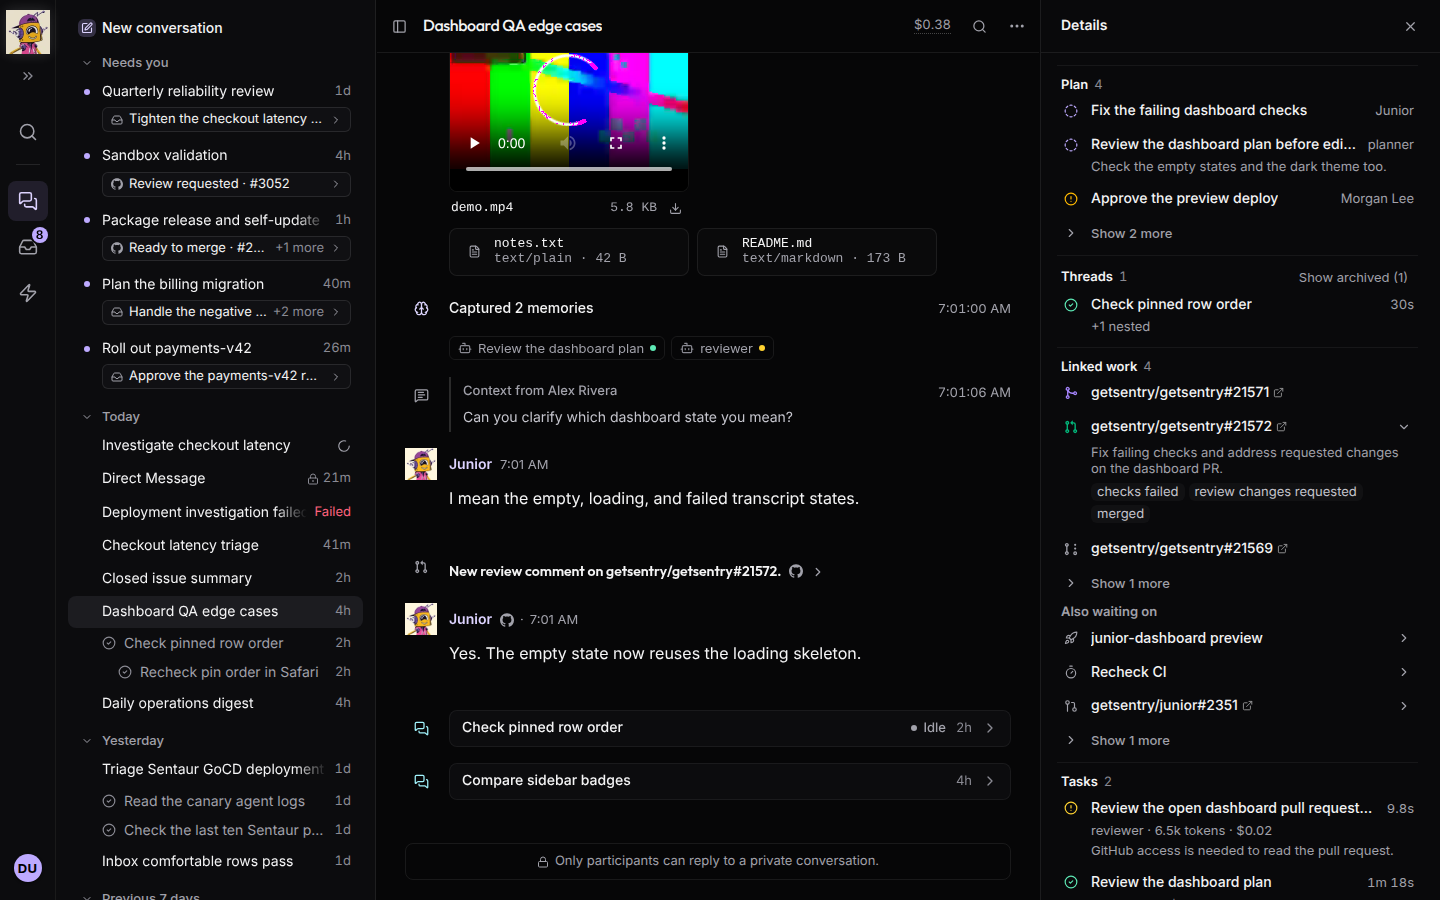 New conversation
Needs you
Quarterly reliability review 1d
Tighten the checkout latency ...
Sandbox validation 4h
Review requested · #3052
Package release and self-update 1h
Ready to merge · #2... +1 more
Plan the billing migration 40m
Handle the negative ... +2 more
Roll out payments-v42 26m
Approve the payments-v42 r...
Today
Investigate checkout latency
Direct Message 21m
Deployment investigation failed Failed
Checkout latency triage 41m
Closed issue summary 2h
Dashboard QA edge cases 4h
Check pinned row order 2h
Recheck pin order in Safari 2h
Daily operations digest 4h
Yesterday
Triage Sentaur GoCD deployment 1d
Read the canary agent logs 1d
Check the last ten Sentaur p... 1d
Inbox comfortable rows pass 1d
Previous 7 days
8
DU
Dashboard QA edge cases $0.38
0:00
demo.mp4 5.8 KB
notes.txt
text/plain · 42 B
README.md
text/markdown · 173 B
Captured 2 memories 7:01:00 AM
Review the dashboard plan
reviewer
Context from Alex Rivera 7:01:06 AM
Can you clarify which dashboard state you mean?
Junior 7:01 AM
I mean the empty, loading, and failed transcript states.
New review comment on getsentry/getsentry#21572.
Junior · 7:01 AM
Yes. The empty state now reuses the loading skeleton.
Check pinned row order Idle 2h
Compare sidebar badges 4h
Only participants can reply to a private conversation.
Details
Plan 4
Fix the failing dashboard checks Junior
Review the dashboard plan before edi... planner
Check the empty states and the dark theme too.
Approve the preview deploy Morgan Lee
Show 2 more
Threads 1 Show archived (1)
Check pinned row order 30s
+1 nested
Linked work 4
getsentry/getsentry#21571
getsentry/getsentry#21572
Fix failing checks and address requested changes
on the dashboard PR.
checks failed review changes requested
merged
getsentry/getsentry#21569
Show 1 more
Also waiting on
junior-dashboard preview
Recheck CI
getsentry/junior#2351
Show 1 more
Tasks 2
Review the open dashboard pull request... 9.8s
reviewer · 6.5k tokens · $0.02
GitHub access is needed to read the pull request.
Review the dashboard plan 1m 18s